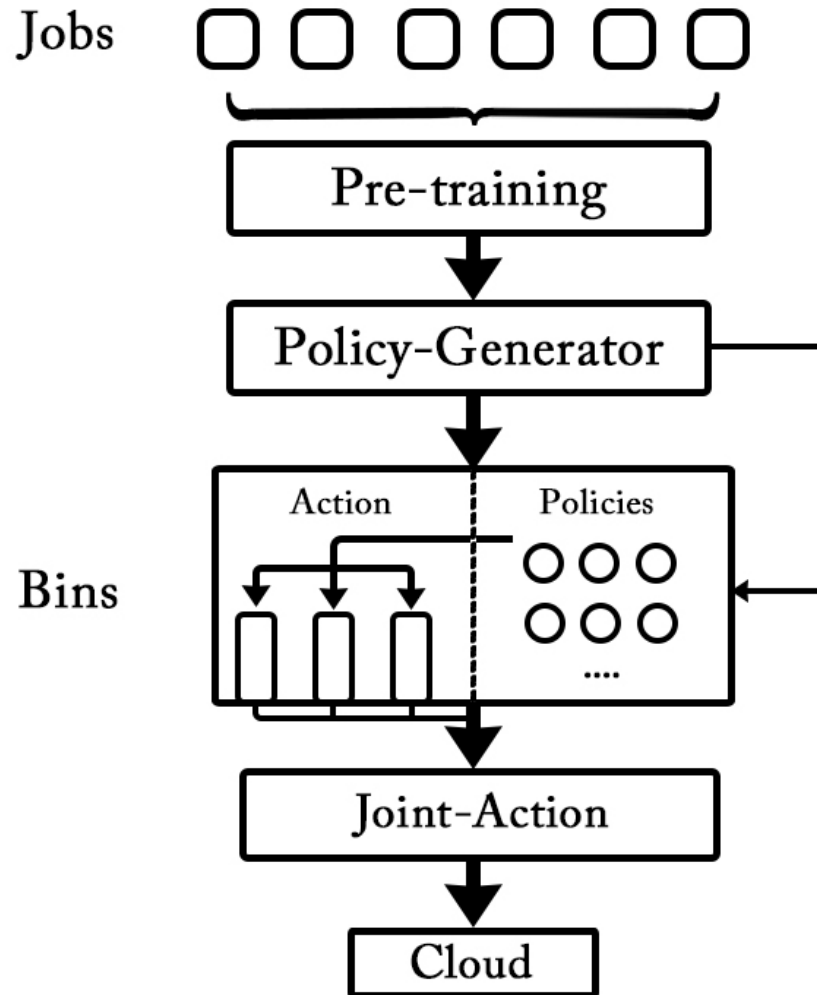 Jobs
Pre-training
Policy-Generator
Action
Policies
Bins
....
Joint-Action
Cloud